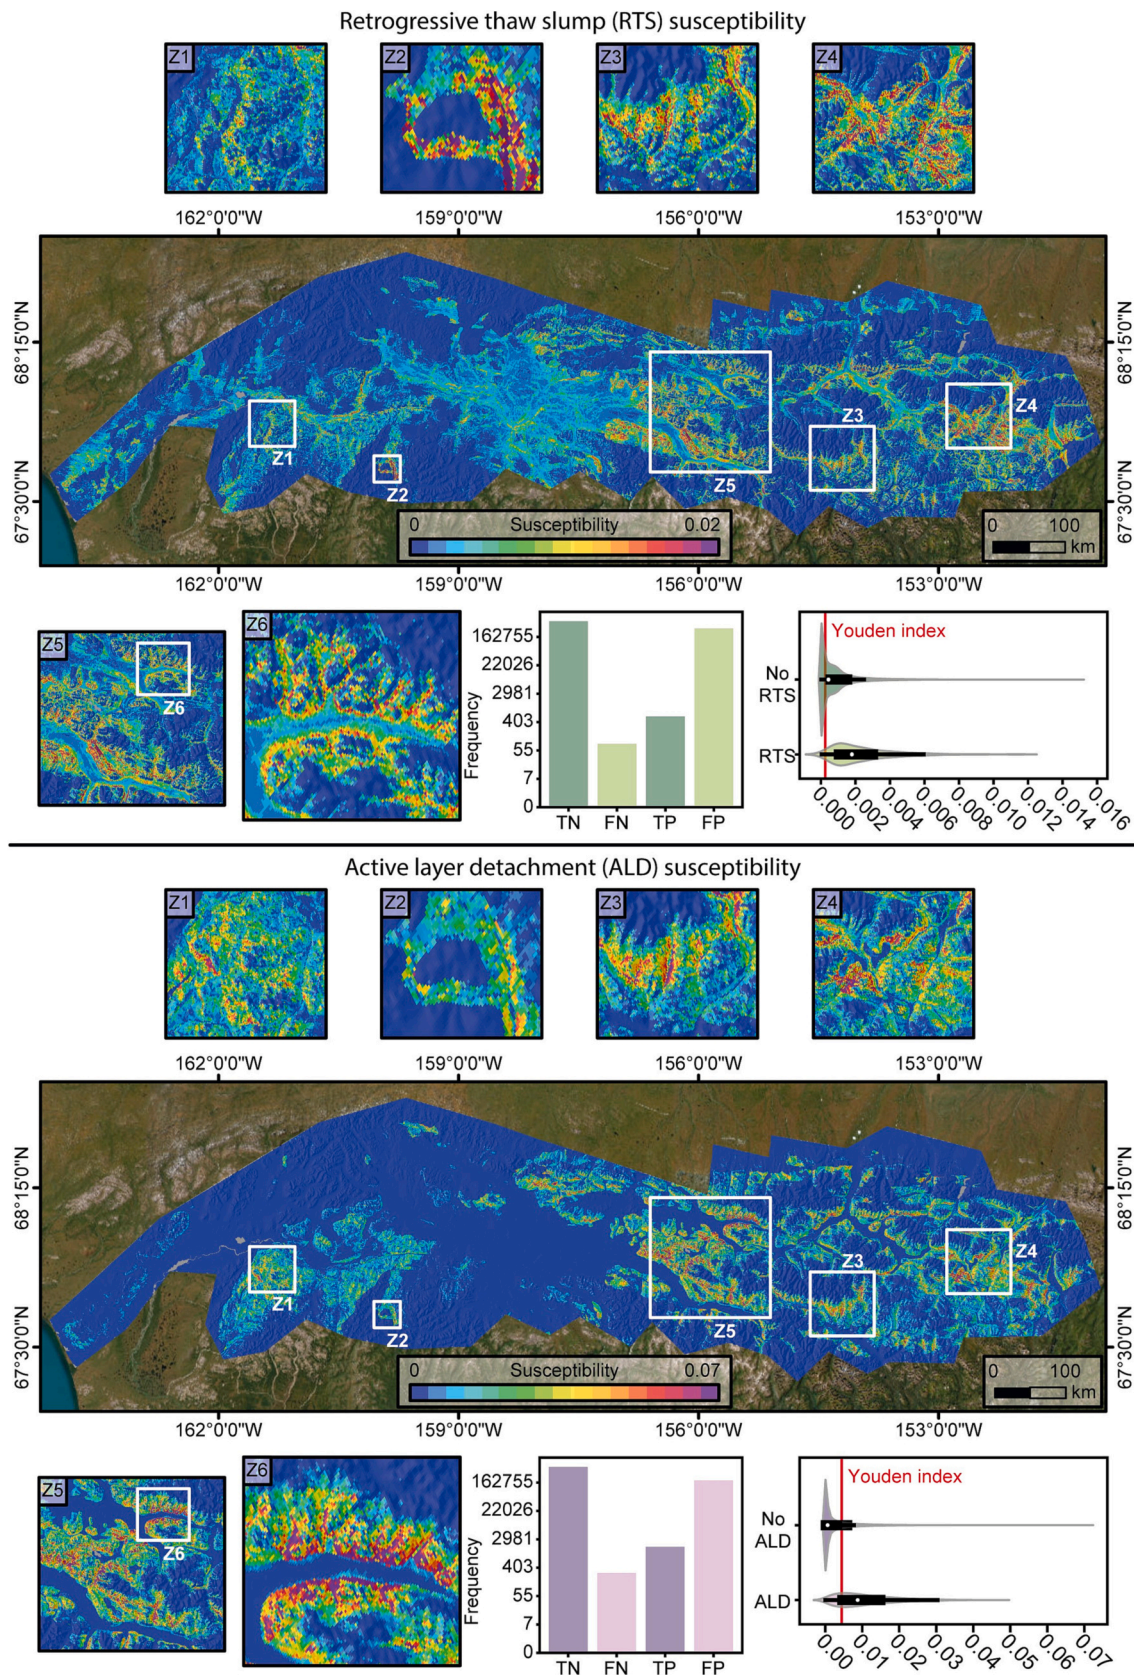 Retrogressive thaw slump (RTS) susceptibility
Z1
Z2
Z3
Z4
162°0'0"W
159°0'0"W
156°0'0"W
153°0'0"W
68°15'0"N
67°30'0"N
68°15'0"N
67°30'0"N
Z1
Z2
Z5
Z3
Z4
0 Susceptibility 0.02
0 100
km
162°0'0"W
159°0'0"W
156°0'0"W
153°0'0"W
Z5
Z6
Z6
Frequency
162755
22026
2981
403
55
7
0
TN FN TP FP
Youden index
No
RTS
RTS
0.000 0.002 0.004 0.006 0.008 0.010 0.012 0.014 0.016
Active layer detachment (ALD) susceptibility
Z1
Z2
Z3
Z4
162°0'0"W
159°0'0"W
156°0'0"W
153°0'0"W
68°15'0"N
67°30'0"N
68°15'0"N
67°30'0"N
Z1
Z2
Z5
Z3
Z4
0 Susceptibility 0.07
0 100
km
162°0'0"W
159°0'0"W
156°0'0"W
153°0'0"W
Z5
Z6
Z6
Frequency
162755
22026
2981
403
55
7
0
TN FN TP FP
Youden index
No
ALD
ALD
0.00 0.01 0.02 0.03 0.04 0.05 0.06 0.07